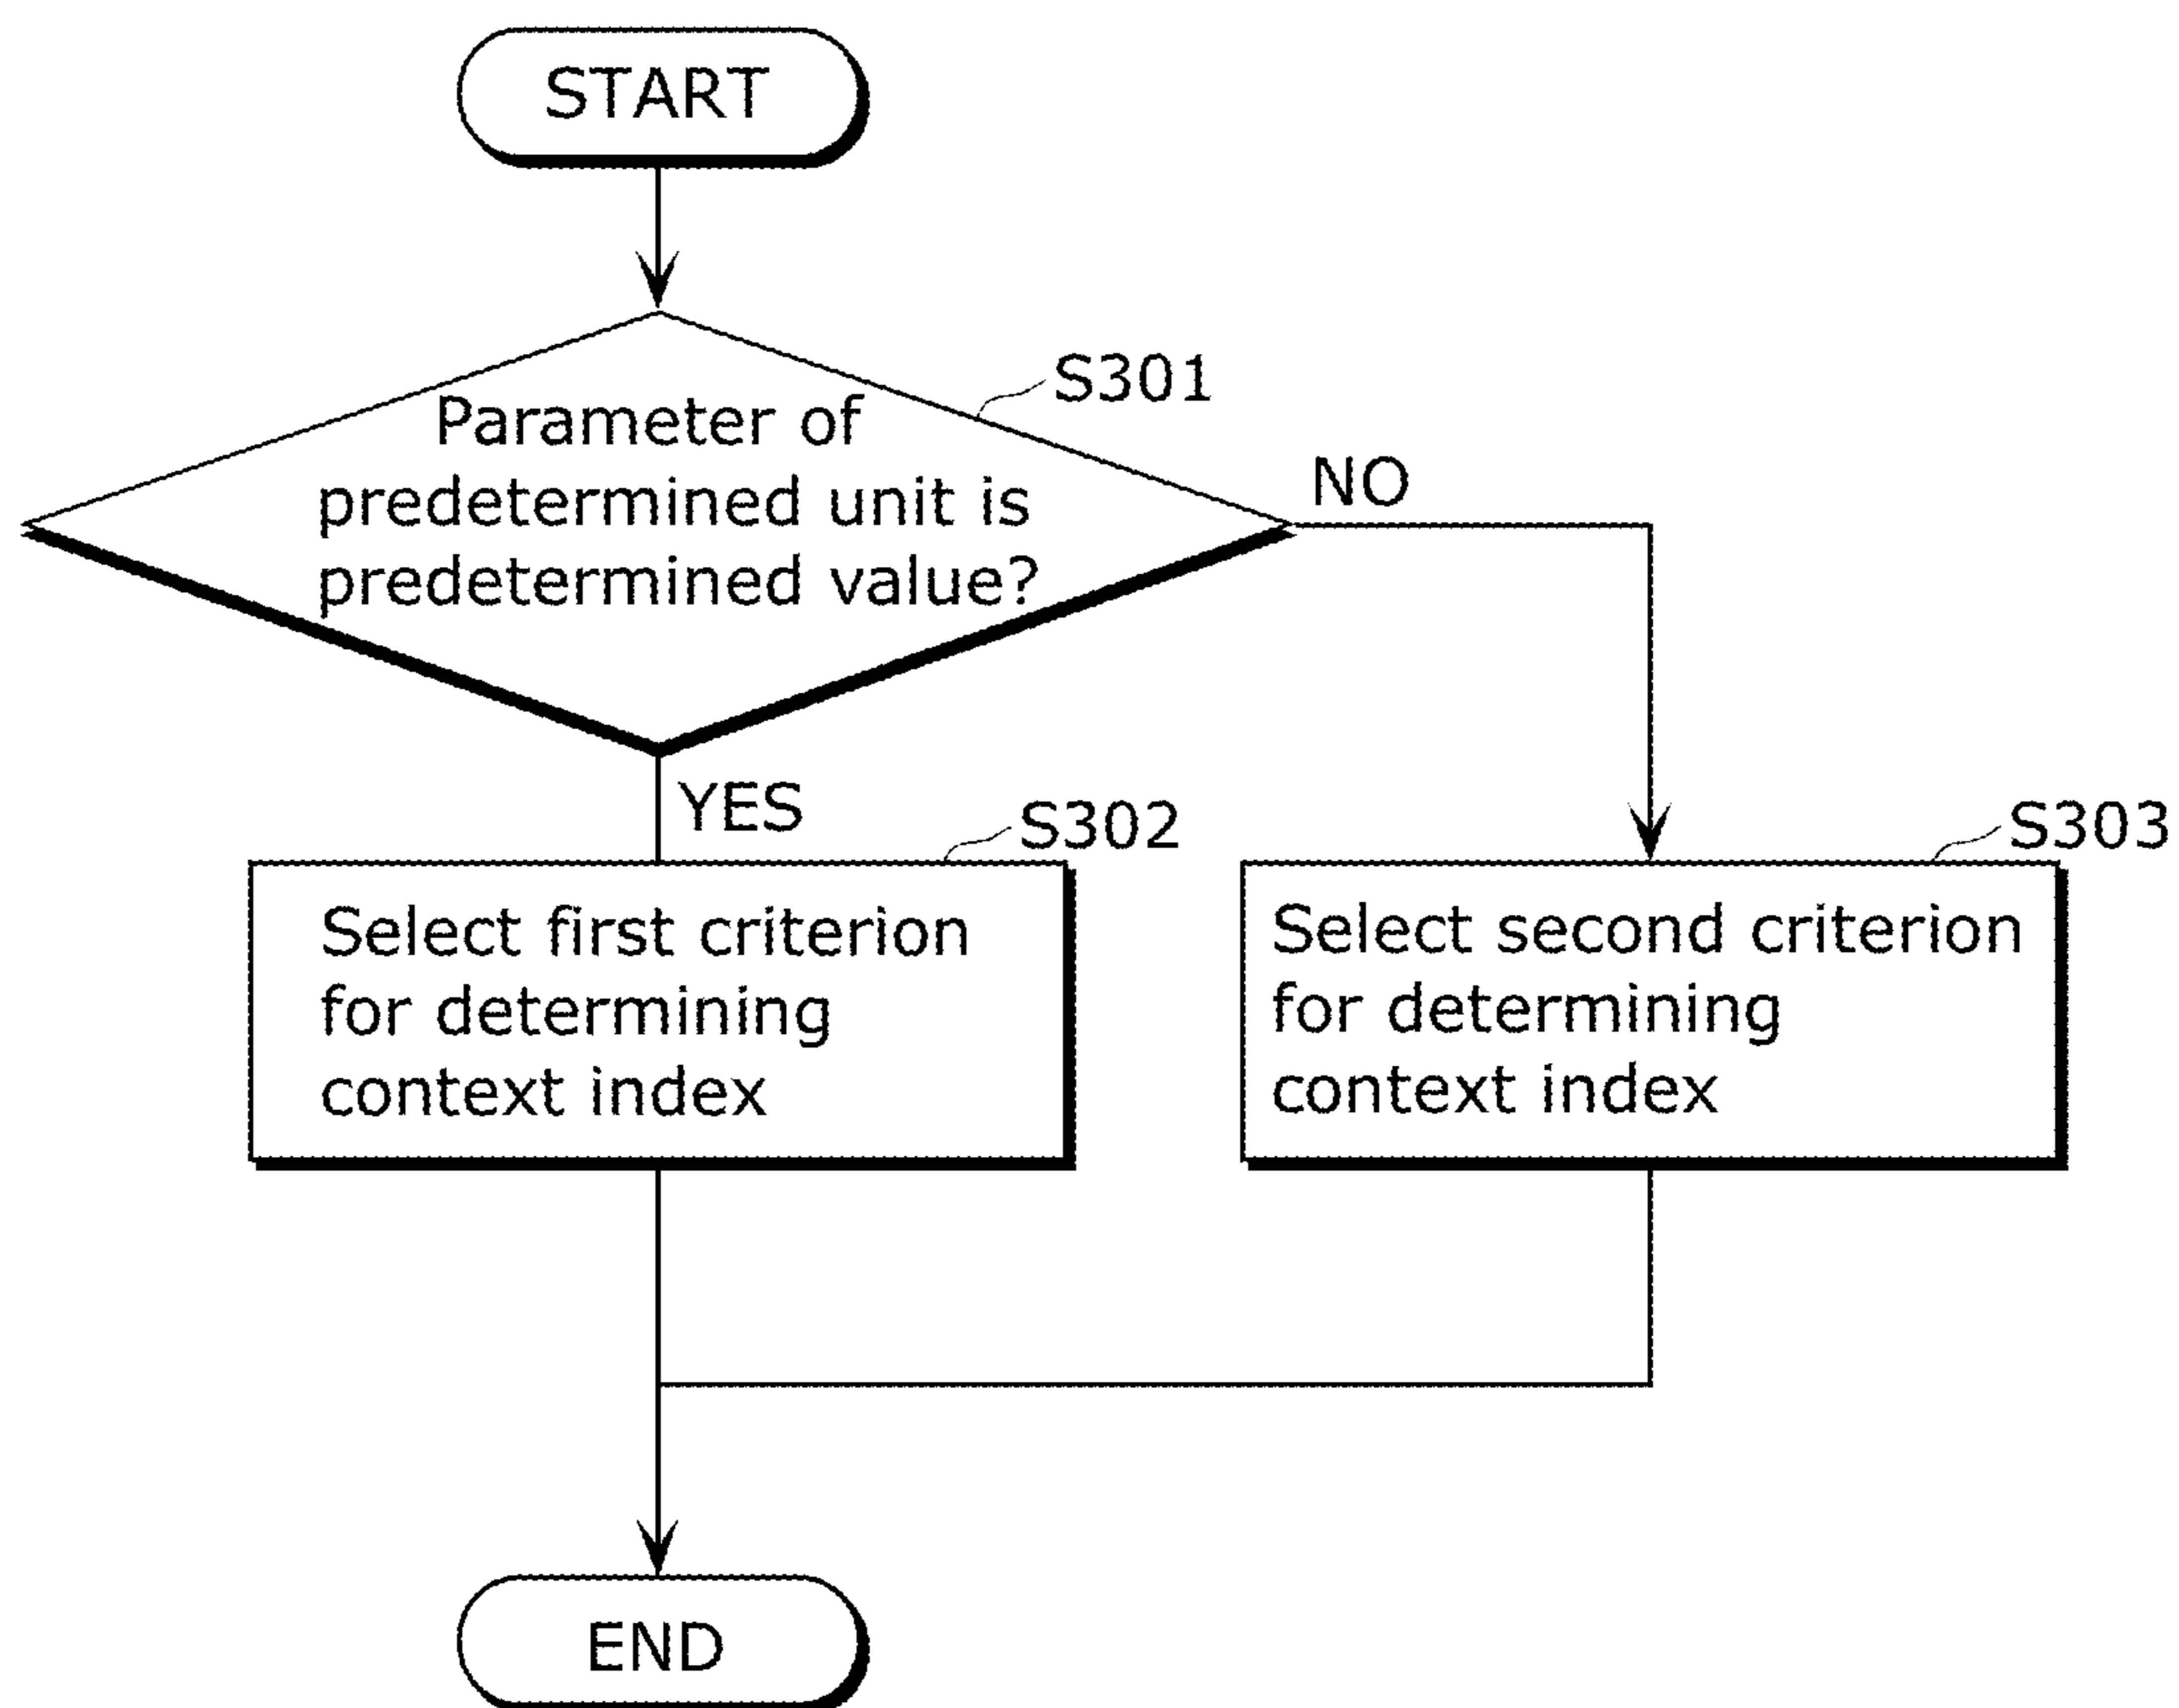 START
S301
Parameter of
predetermined unit is
predetermined value?
NO
YES
S302
Select first criterion
for determining
context index
S303
Select second criterion
for determining
context index
END